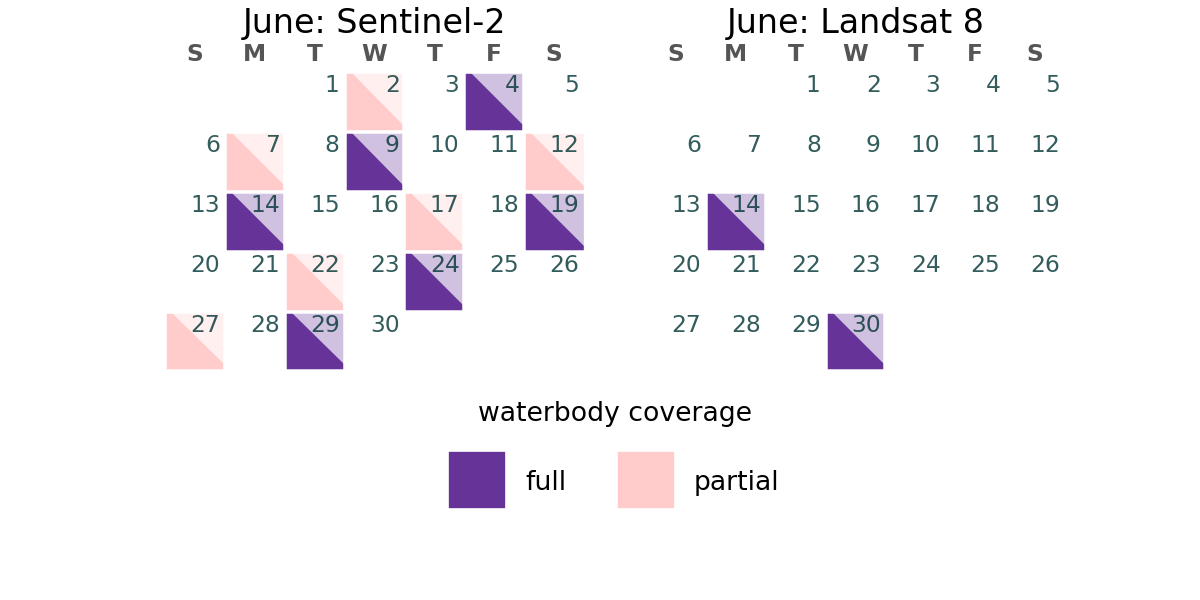 June: Sentinel-2
S M T W T F S
1 2 3 4 5
6 7 8 9 10 11 12
13 14 15 16 17 18 19
20 21 22 23 24 25 26
27 28 29 30
June: Landsat 8
S M T W T F S
1 2 3 4 5
6 7 8 9 10 11 12
13 14 15 16 17 18 19
20 21 22 23 24 25 26
27 28 29 30
waterbody coverage
full
partial